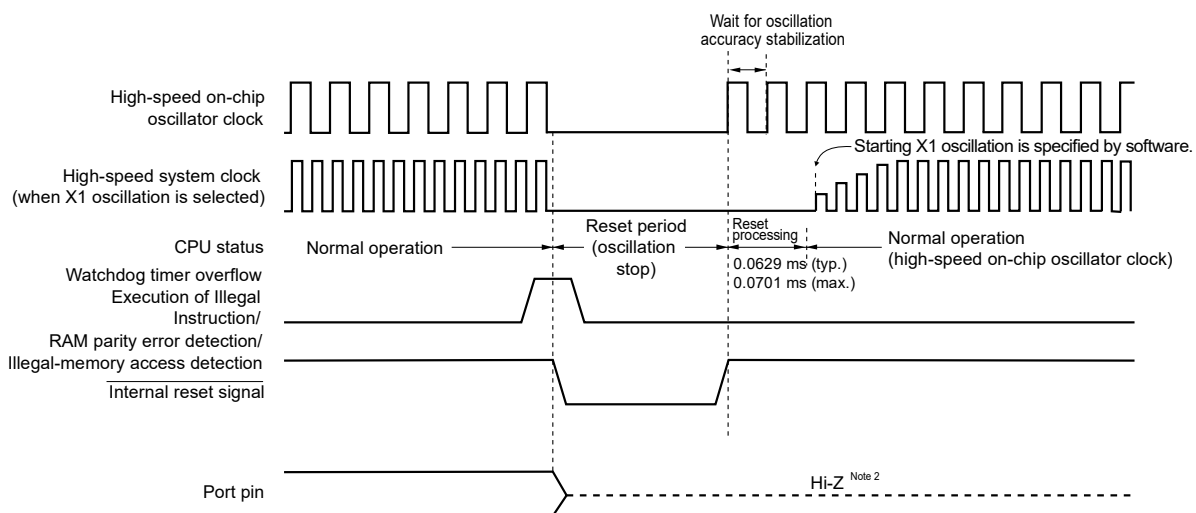 Wait for oscillation
accuracy stabilization
High-speed on-chip
oscillator clock
Starting X1 oscillation is specified by software.
High-speed system clock
(when X1 oscillation is selected)
CPU status
Normal operation
Reset period
(oscillation
stop)
Reset
processing
0.0629 ms (typ.)
0.0701 ms (max.)
Normal operation
(high-speed on-chip oscillator clock)
Watchdog timer overflow
Execution of Illegal
Instruction/
RAM parity error detection/
Illegal-memory access detection
Internal reset signal
Port pin
Hi-Z Note 2